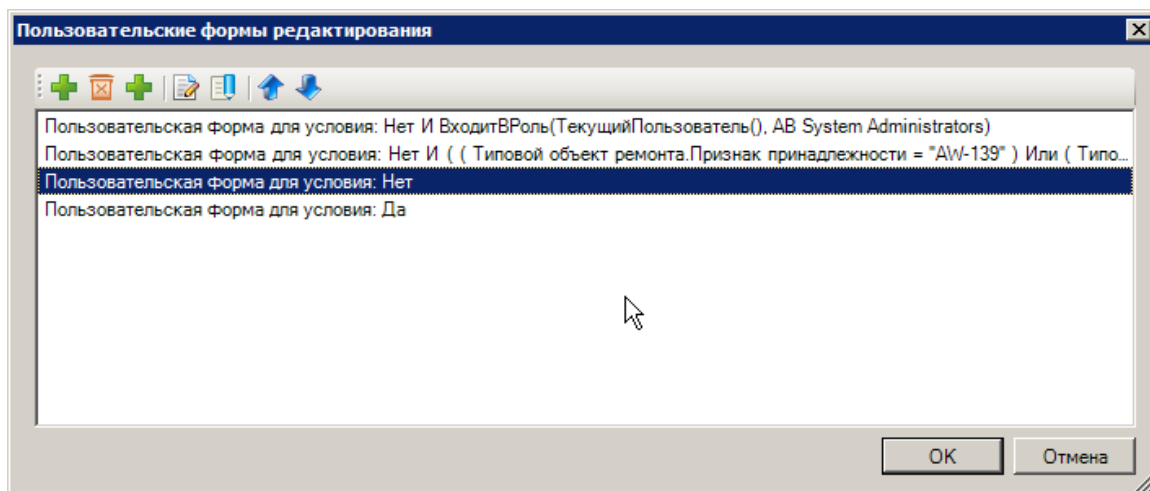 Пользовательские формы редактирования
Пользовательская форма для условия: Нет И ВходитВРоль(ТекущийПользователь(), AB System Administrators)
Пользовательская форма для условия: Нет И ( ( Типовой объект ремонта.Признак принадлежности = "AW-139" ) Или ( Типо...
Пользовательская форма для условия: Нет
Пользовательская форма для условия: Да
OK Отмена